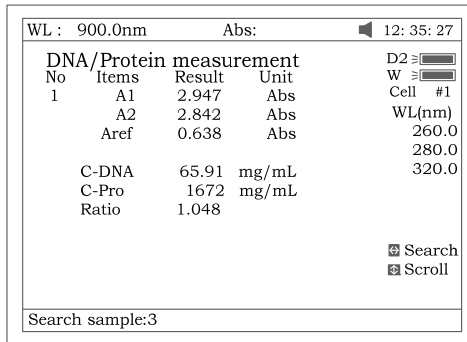 WL : 900.0nm Abs: 12: 35: 27
DNA/Protein measurement D2
No Items Result Unit W
1 A1 2.947 Abs Cell #1
A2 2.842 Abs WL(nm)
Aref 0.638 Abs 260.0
280.0
C-DNA 65.91 mg/mL 320.0
C-Pro 1672 mg/mL
Ratio 1.048
Search
Scroll
Search sample:3